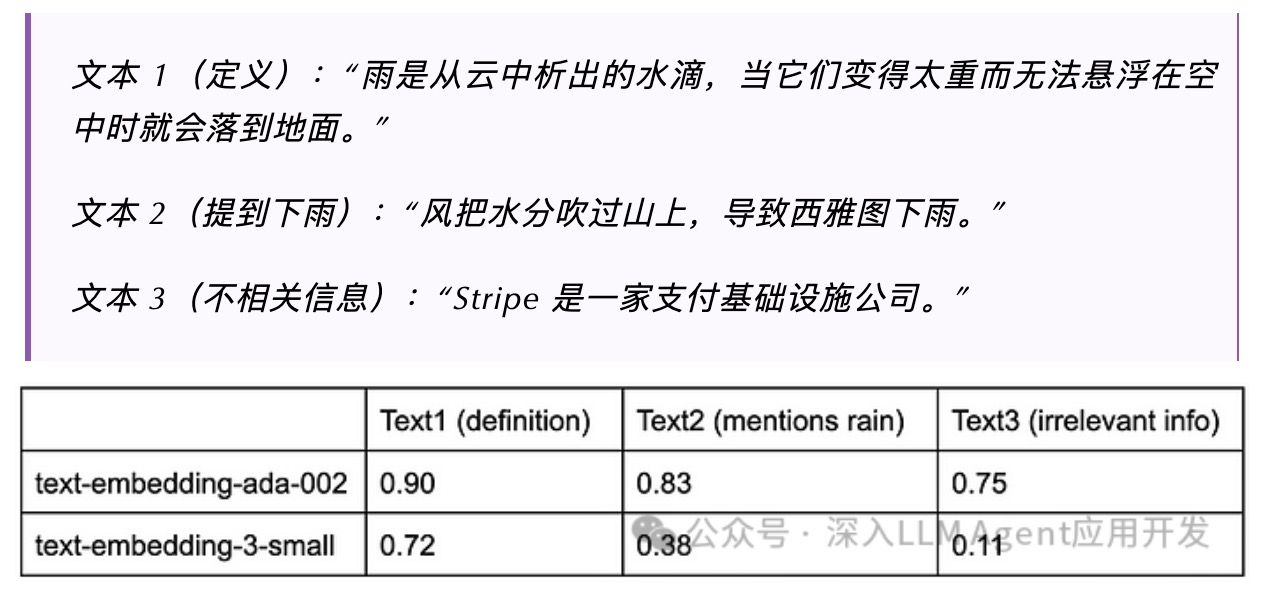 文本 1（定义）：“雨是从云中析出的水滴，当它们变得太重而无法悬浮在空
中时就会落到地面。”
文本 2（提到下雨）：“风把水分吹过山上，导致西雅图下雨。”
文本 3（不相关信息）：“Stripe 是一家支付基础设施公司。”
Text1 (definition) Text2 (mentions rain) Text3 (irrelevant info)
text-embedding-ada-002 0.90 0.83 0.75
text-embedding-3-small 0.72 0.38 0.11
公众号 · 深入LLM Agent应用开发